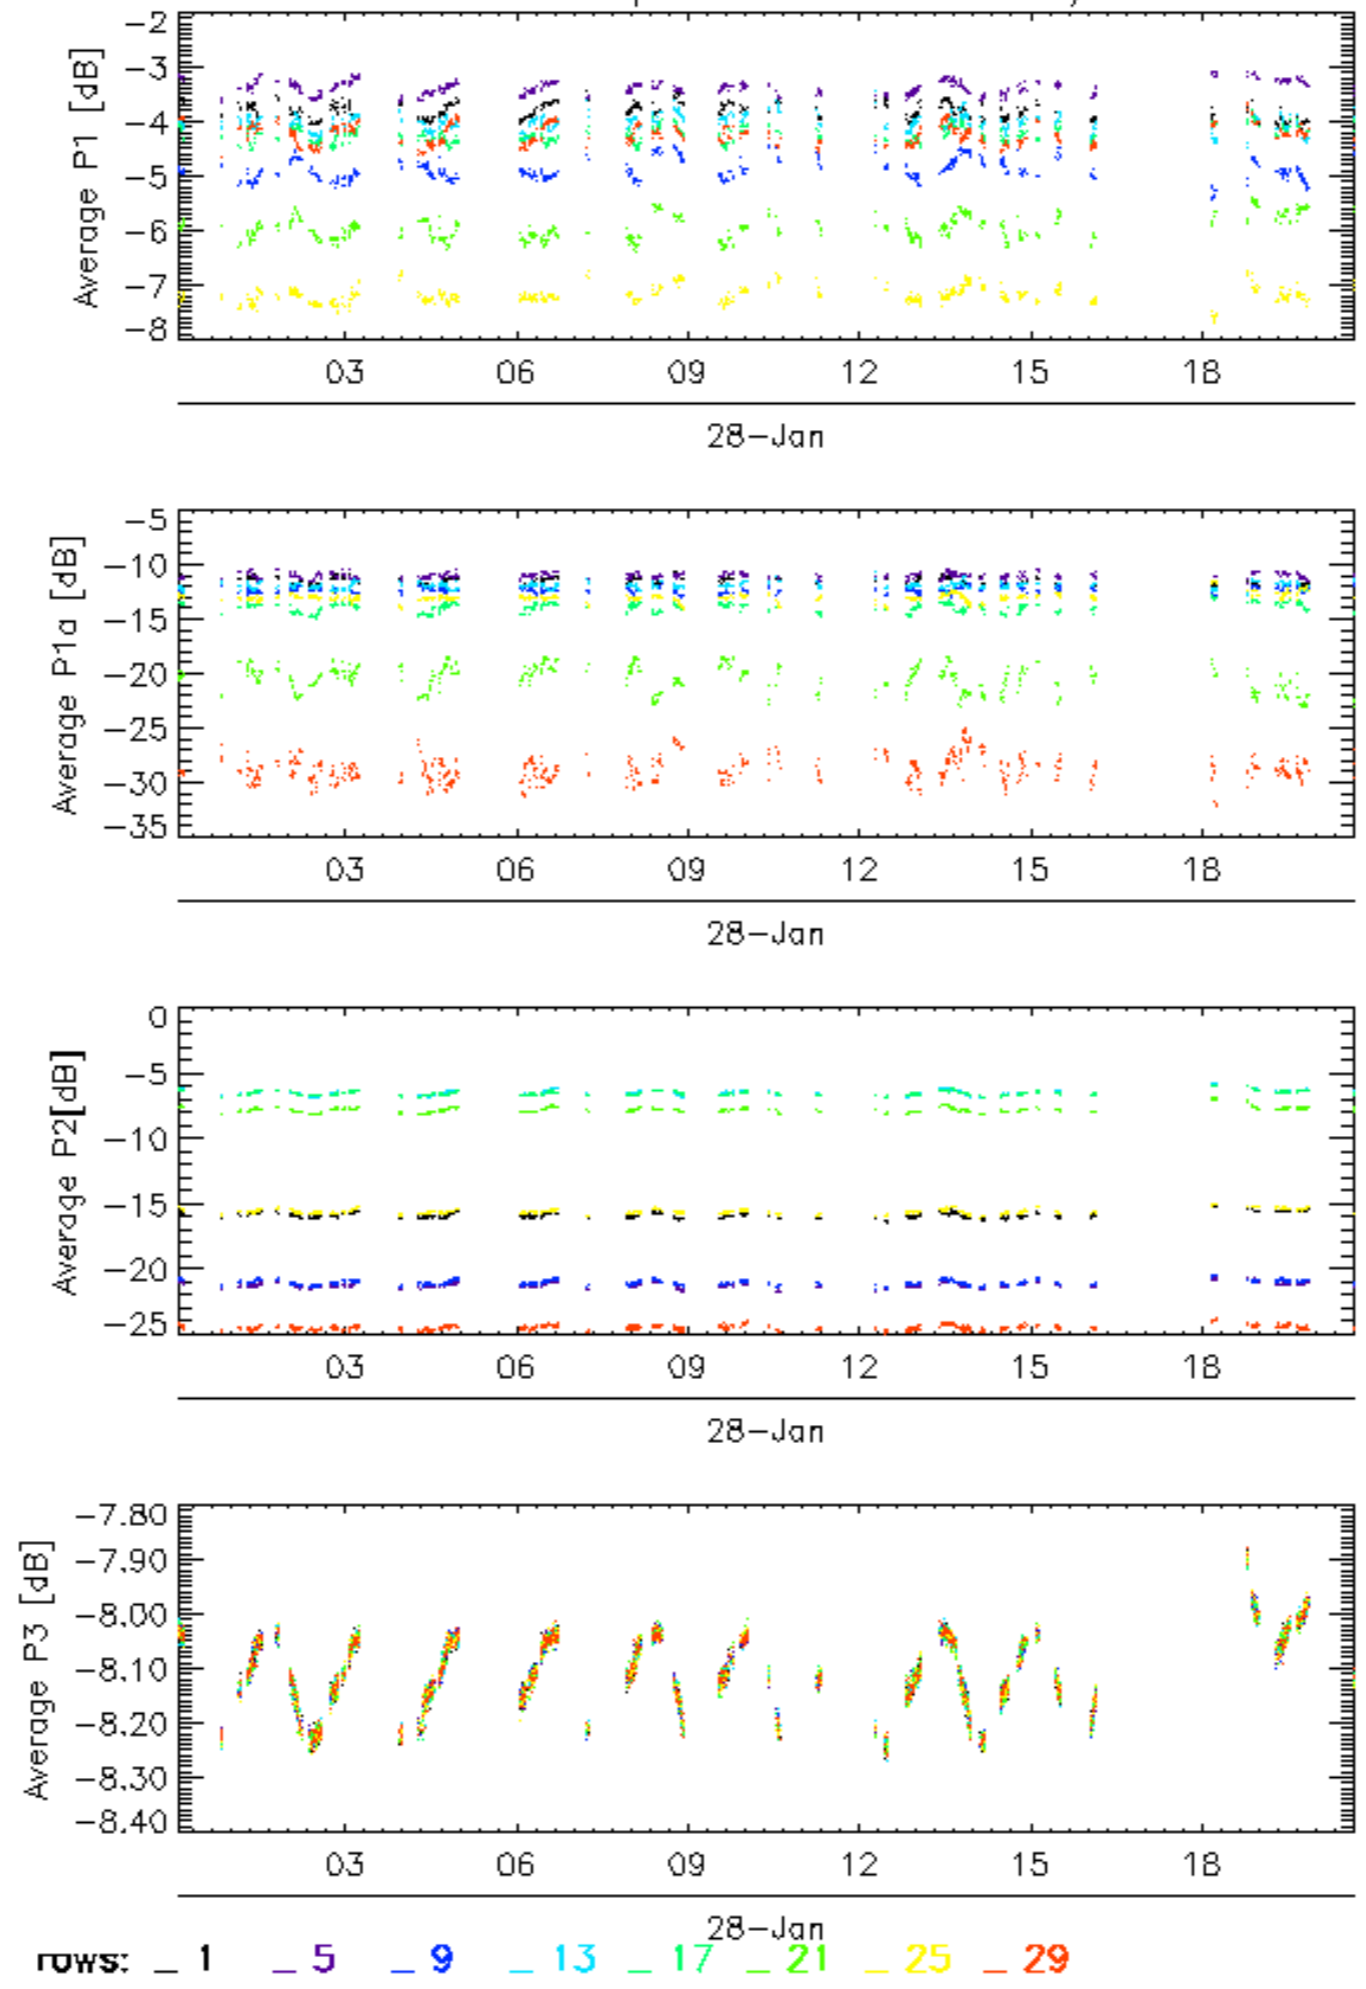 Average P1 [dB]
-2
-3
-4
-5
-6
-7
-8
03 06 09 12 15 18
28-Jan
Average P1a [dB]
-5
-10
-15
-20
-25
-30
-35
03 06 09 12 15 18
28-Jan
Average P2[dB]
0
-5
-10
-15
-20
-25
03 06 09 12 15 18
28-Jan
Average P3 [dB]
-7.80
-7.90
-8.00
-8.10
-8.20
-8.30
-8.40
03 06 09 12 15 18
28-Jan
rows: _ 1 _ 5 _ 9 _ 13 _ 17 _ 21 _ 25 _ 29